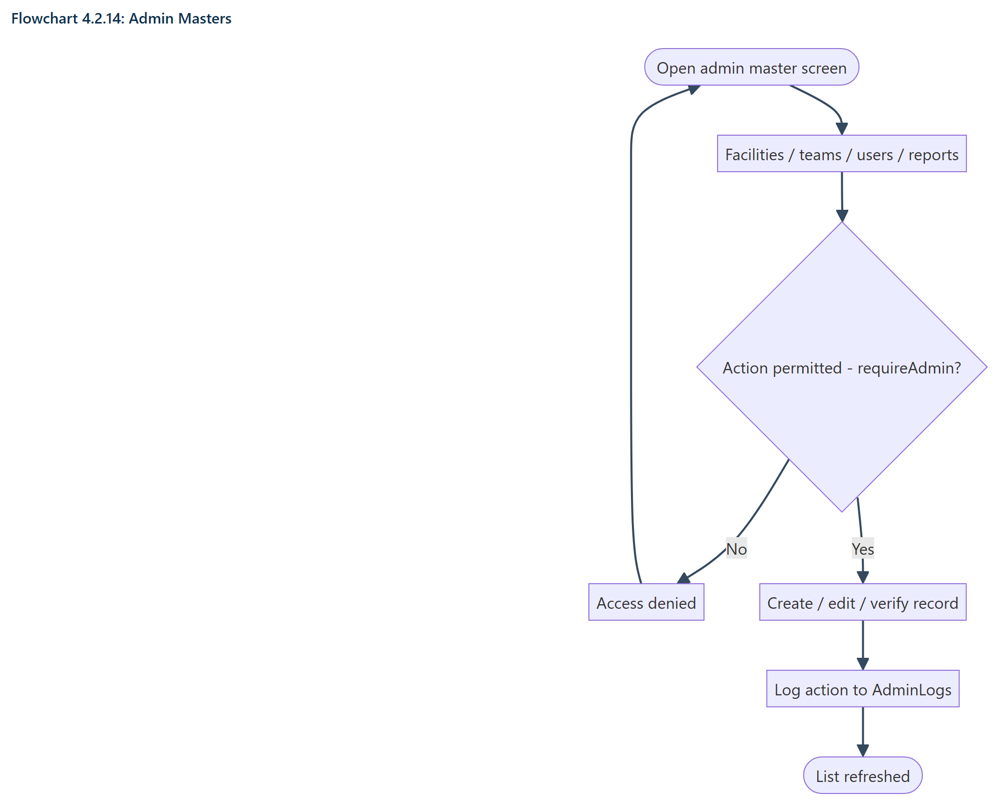 Flowchart 4.2.14: Admin Masters
Open admin master screen
Facilities / teams / users / reports
Action permitted - requireAdmin?
No
Yes
Access denied
Create / edit / verify record
Log action to AdminLogs
List refreshed